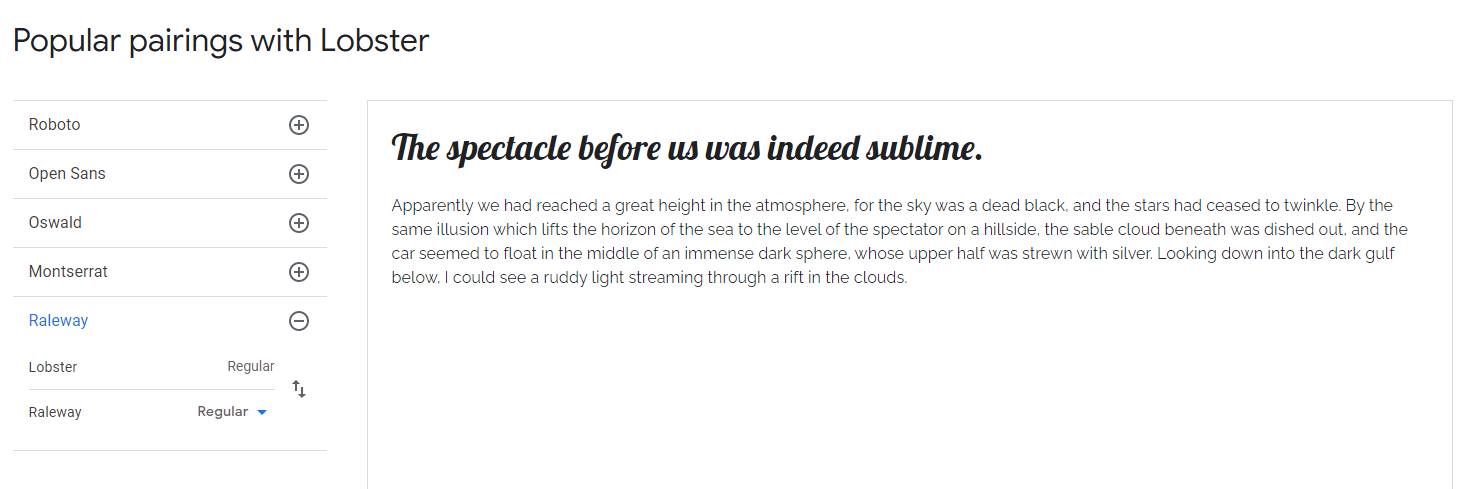 Popular pairings with Lobster
Roboto
Open Sans
Oswald
Montserrat
Raleway
Lobster Regular
Raleway Regular
The spectacle before us was indeed sublime.
Apparently we had reached a great height in the atmosphere, for the sky was a dead black, and the stars had ceased to twinkle. By the
same illusion which lifts the horizon of the sea to the level of the spectator on a hillside, the sable cloud beneath was dished out, and the
car seemed to float in the middle of an immense dark sphere, whose upper half was strewn with silver. Looking down into the dark gulf
below, I could see a ruddy light streaming through a rift in the clouds.